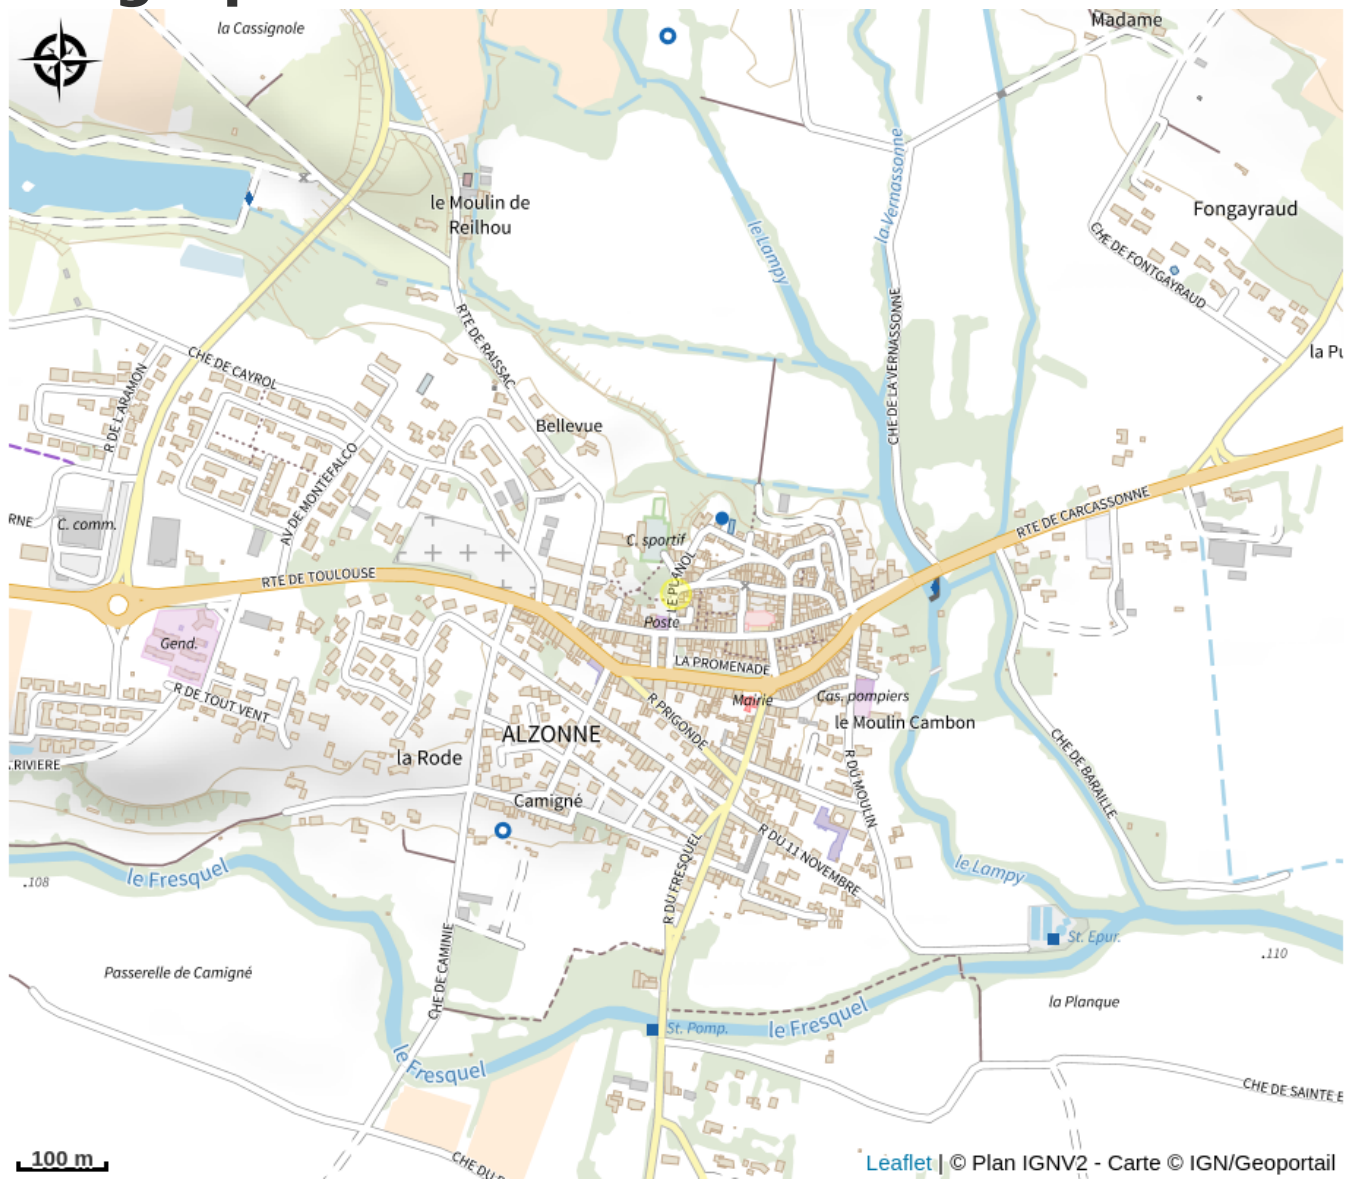 la Cassignole
Madame
la Vernassonne
le Moulin de
Reilhou
le Lampy
Fongayraud
CHE DE FONTGAYRAUD
RTE DE RAISSAC
CHE DE LA VERNASSONNE
CHE DE CAYROL
R DE L'ARAMON
Bellevue
AV DE MONTEFALCO
RTE DE CARCASSONNE
C. comm.
C. sportif
RTE DE TOULOUSE
LE PLANOL
Poste
Gend.
LA PROMENADE
R DE TOUT VENT
Mairie
Cas. pompiers
R PRIGONDE
le Moulin Cambon
ALZONNE
la Rode
RIVIERE
CHE DE BARAILLE
R DU MOULIN
Camigné
R DU 11 NOVEMBRE
le Fresquel
le Lampy
.108
R DU FRESQUEL
CHE DE CAMINIE
St. Epur.
.110
Passerelle de Camigné
la Planque
St. Pomp.
le Fresquel
le Fresquel
CHE DE SAINTE
CHE DU
100 m
Leaflet | © Plan IGNV2 - Carte © IGN/Geoportail